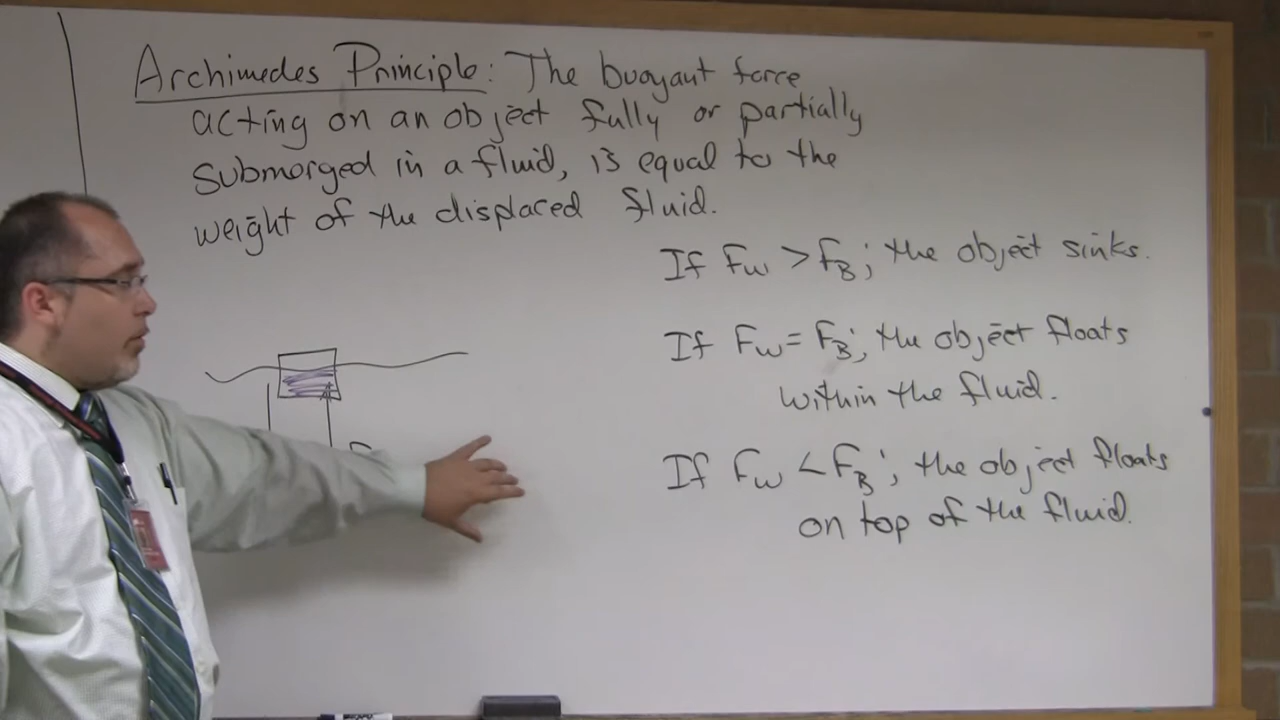 Archimedes Principle: The buoyant force
acting on an object fully or partially
submorged in a fluid, is equal to the
weight of the displaced fluid.
If Fw > FB; the object sinks.
If Fw = FB; the object floats
within the fluid.
If Fw < FB; the object floats
on top of the fluid.